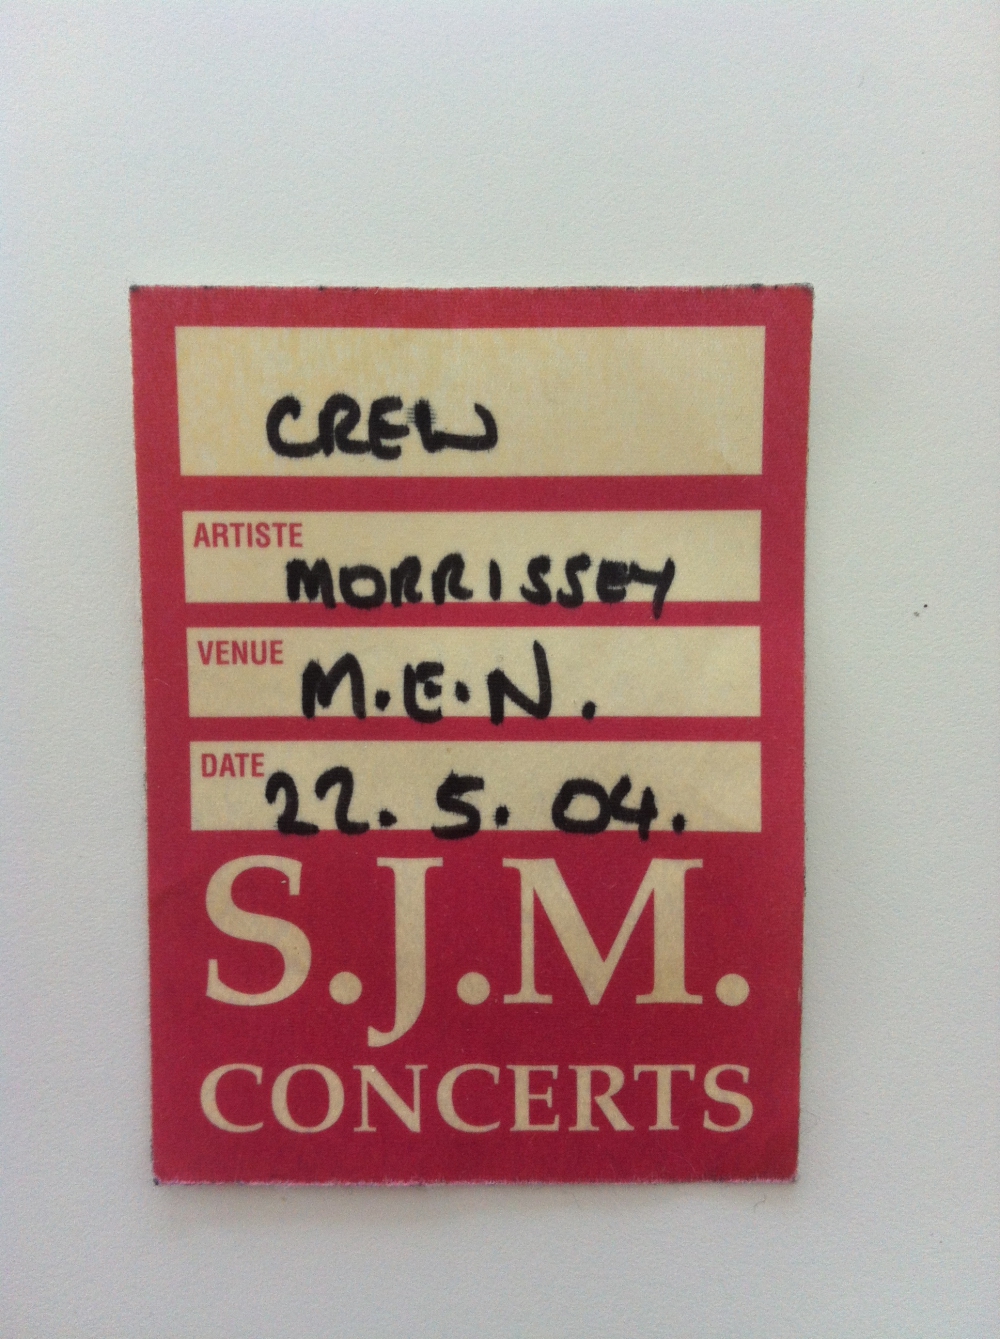 CREW
ARTISTE MORRISSEY
VENUE M.E.N.
DATE 22.5.04.
S.J.M.
CONCERTS